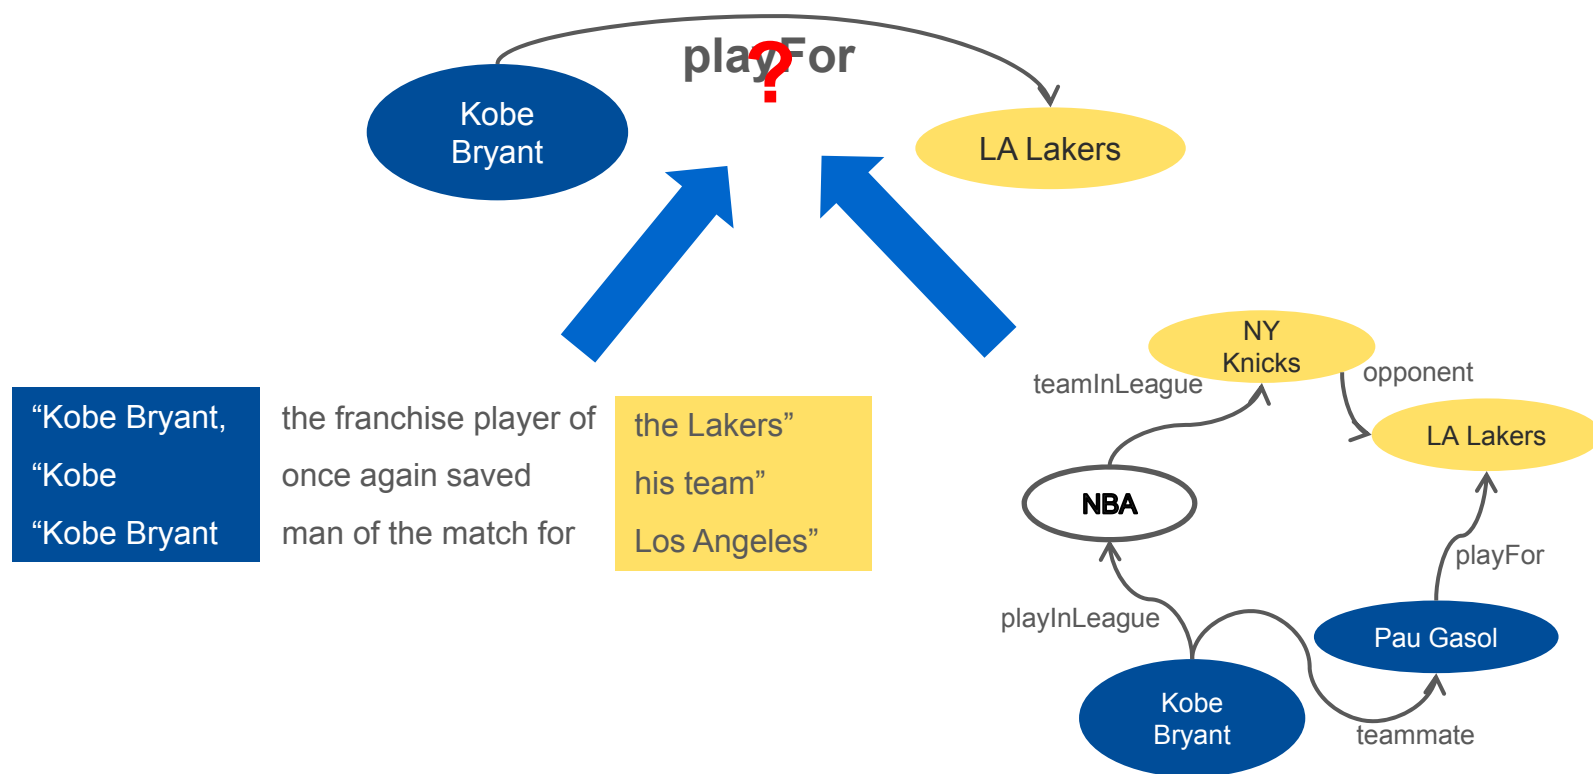 playFor
?
Kobe
Bryant
LA Lakers
“Kobe Bryant, the franchise player of the Lakers”
“Kobe once again saved his team”
“Kobe Bryant man of the match for Los Angeles”
NY
Knicks
teamInLeague
opponent
LA Lakers
NBA
playFor
playInLeague
Pau Gasol
Kobe
Bryant
teammate